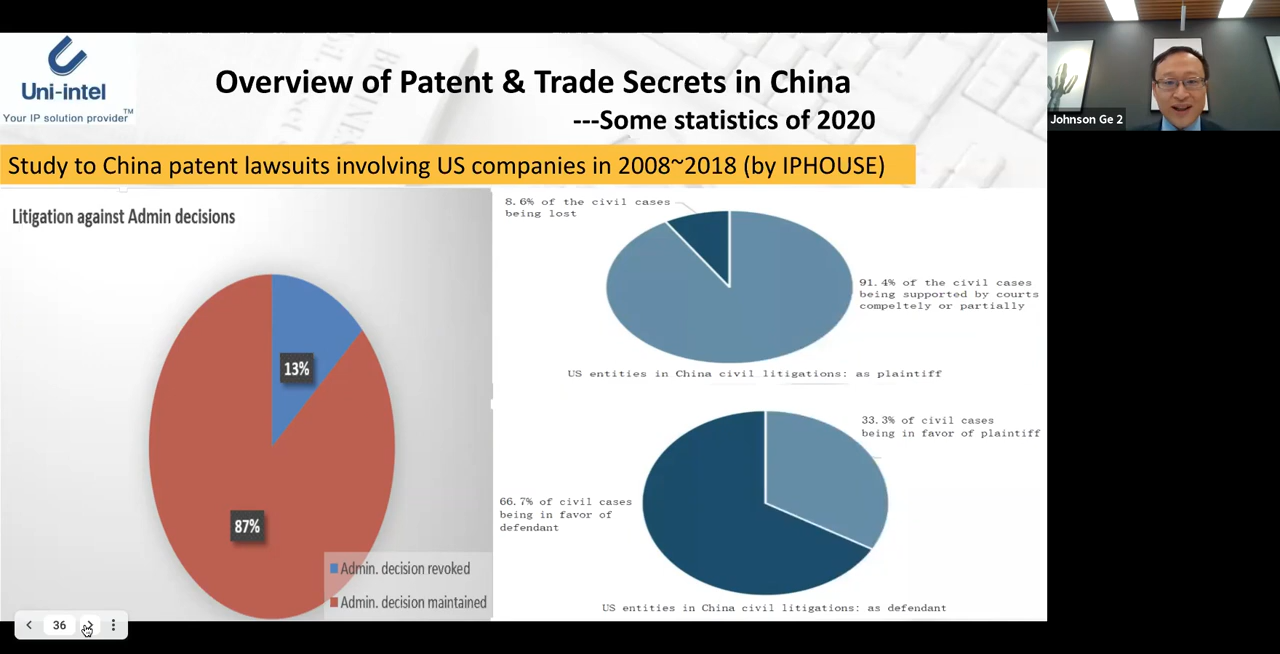 Uni-intel
TM
Your IP solution provider
Overview of Patent & Trade Secrets in China
---Some statistics of 2020
Johnson Ge 2
Study to China patent lawsuits involving US companies in 2008~2018 (by IPHOUSE)
Litigation against Admin decisions
13%
87%
Admin. decision revoked
Admin. decision maintained
8.6% of the civil cases
being lost
91.4% of the civil cases
being supported by courts
compeltely or partially
US entities in China civil litigations: as plaintiff
33.3% of civil cases
being in favor of plaintiff
66.7% of civil cases
being in favor of
defendant
US entities in China civil litigations: as defendant
36